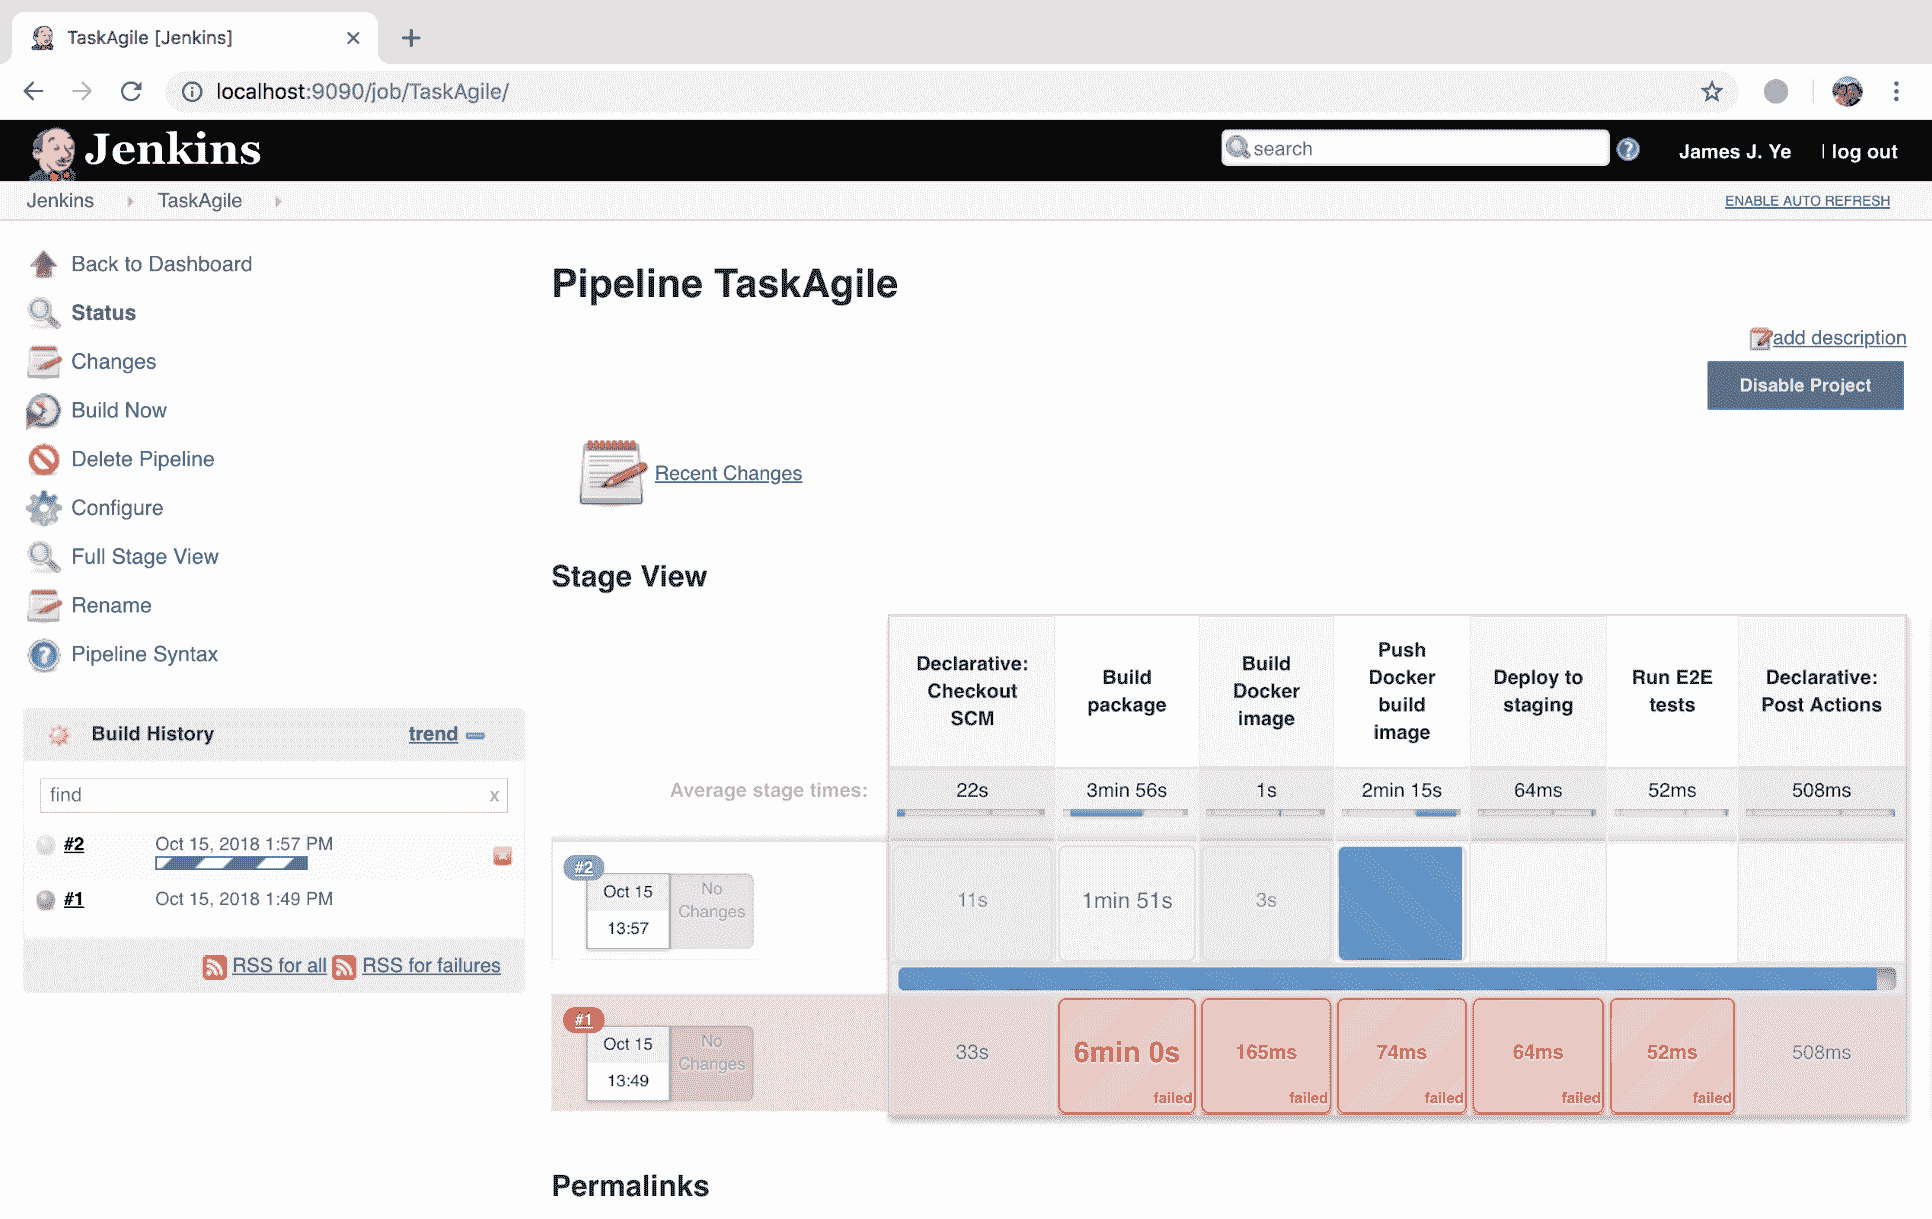 TaskAgile [Jenkins]
localhost:9090/job/TaskAgile/
Jenkins
search
James J. Ye
| log out
Jenkins
TaskAgile
ENABLE AUTO REFRESH
Back to Dashboard
Status
Changes
Build Now
Delete Pipeline
Configure
Full Stage View
Rename
Pipeline Syntax
Build History
trend
find
x
#2
Oct 15, 2018 1:57 PM
#1
Oct 15, 2018 1:49 PM
RSS for all
RSS for failures
Pipeline TaskAgile
add description
Disable Project
Recent Changes
Stage View
Declarative:
Checkout
SCM
Build
package
Build
Docker
image
Push
Docker
build
image
Deploy to
staging
Run E2E
tests
Declarative:
Post Actions
Average stage times:
22s
3min 56s
1s
2min 15s
64ms
52ms
508ms
#2
Oct 15
13:57
No
Changes
11s
1min 51s
3s
#1
Oct 15
13:49
No
Changes
33s
6min 0s
failed
165ms
failed
74ms
failed
64ms
failed
52ms
failed
508ms
Permalinks